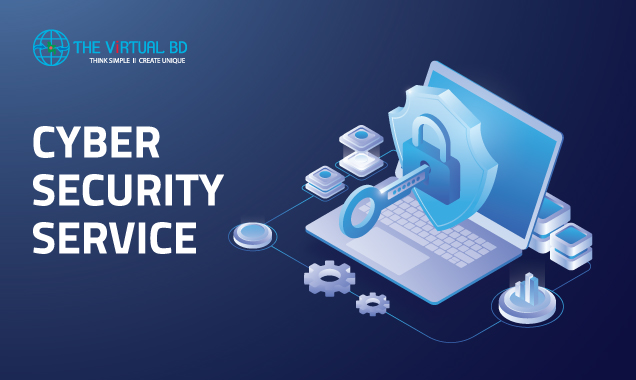 THE VIRTUAL BD
THINK SIMPLE II CREATE UNIQUE
CYBER
SECURITY
SERVICE